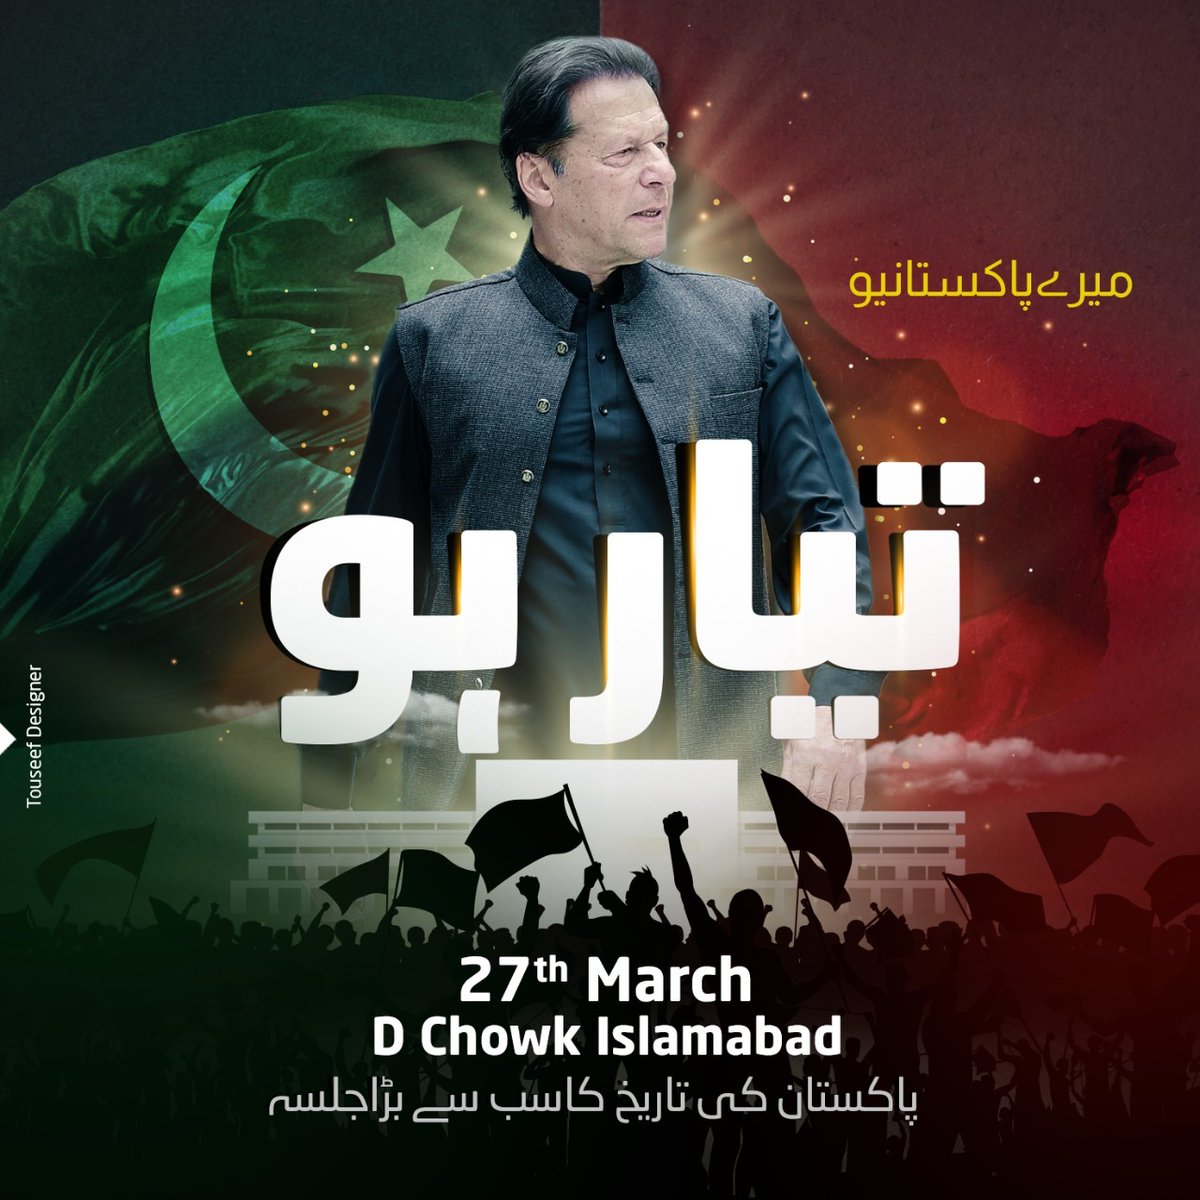 میرے پاکستانیو
تیار ہو
Touseef Designer
27th March
D Chowk Islamabad
پاکستان کی تاریخ کا سب سے بڑا جلسہ